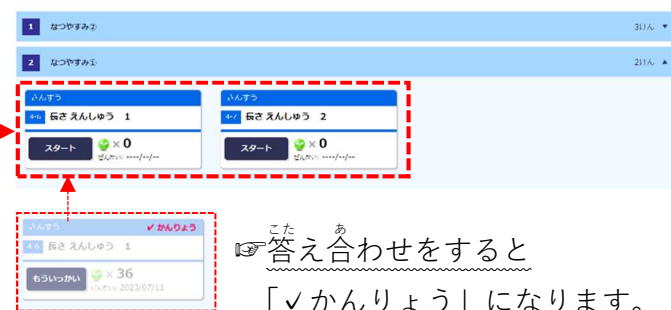 1 なつやすみ② 3けん ▼
2 なつやすみ① 2けん ▲
さんすう
4-6 長さ えんしゅう 1
スタート × 0
ぜんかい: ----/--/--
さんすう
4-7 長さ えんしゅう 2
スタート × 0
ぜんかい: ----/--/--
さんすう ✓ かんりょう
4-6 長さ えんしゅう 1
もういっかい × 36
ぜんかい: 2023/07/11
こた あ
☞答え合わせをすると
「✓かんりょう」になります。